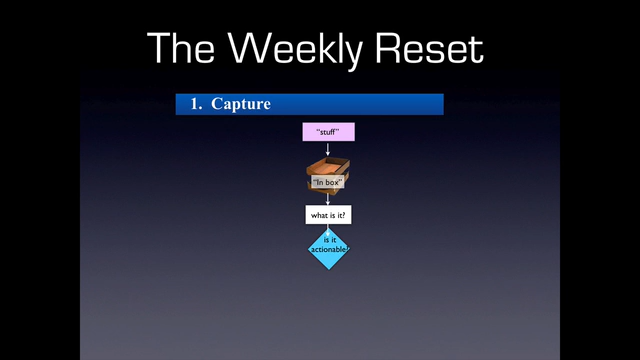 The Weekly Reset
1. Capture
“stuff”
“In box”
what is it?
is it
actionable?